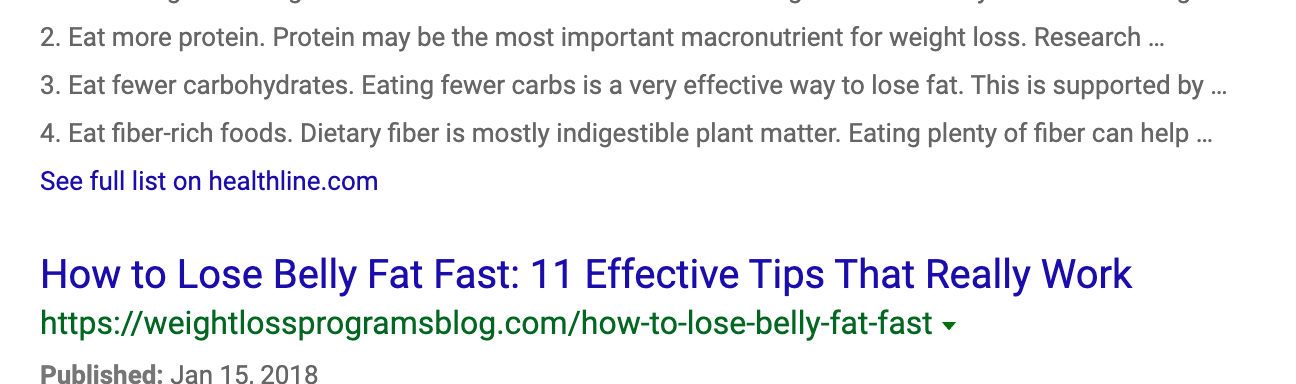 2. Eat more protein. Protein may be the most important macronutrient for weight loss. Research ...
3. Eat fewer carbohydrates. Eating fewer carbs is a very effective way to lose fat. This is supported by ...
4. Eat fiber-rich foods. Dietary fiber is mostly indigestible plant matter. Eating plenty of fiber can help ...
See full list on healthline.com
How to Lose Belly Fat Fast: 11 Effective Tips That Really Work
https://weightlossprogramsblog.com/how-to-lose-belly-fat-fast
Published: Jan 15, 2018